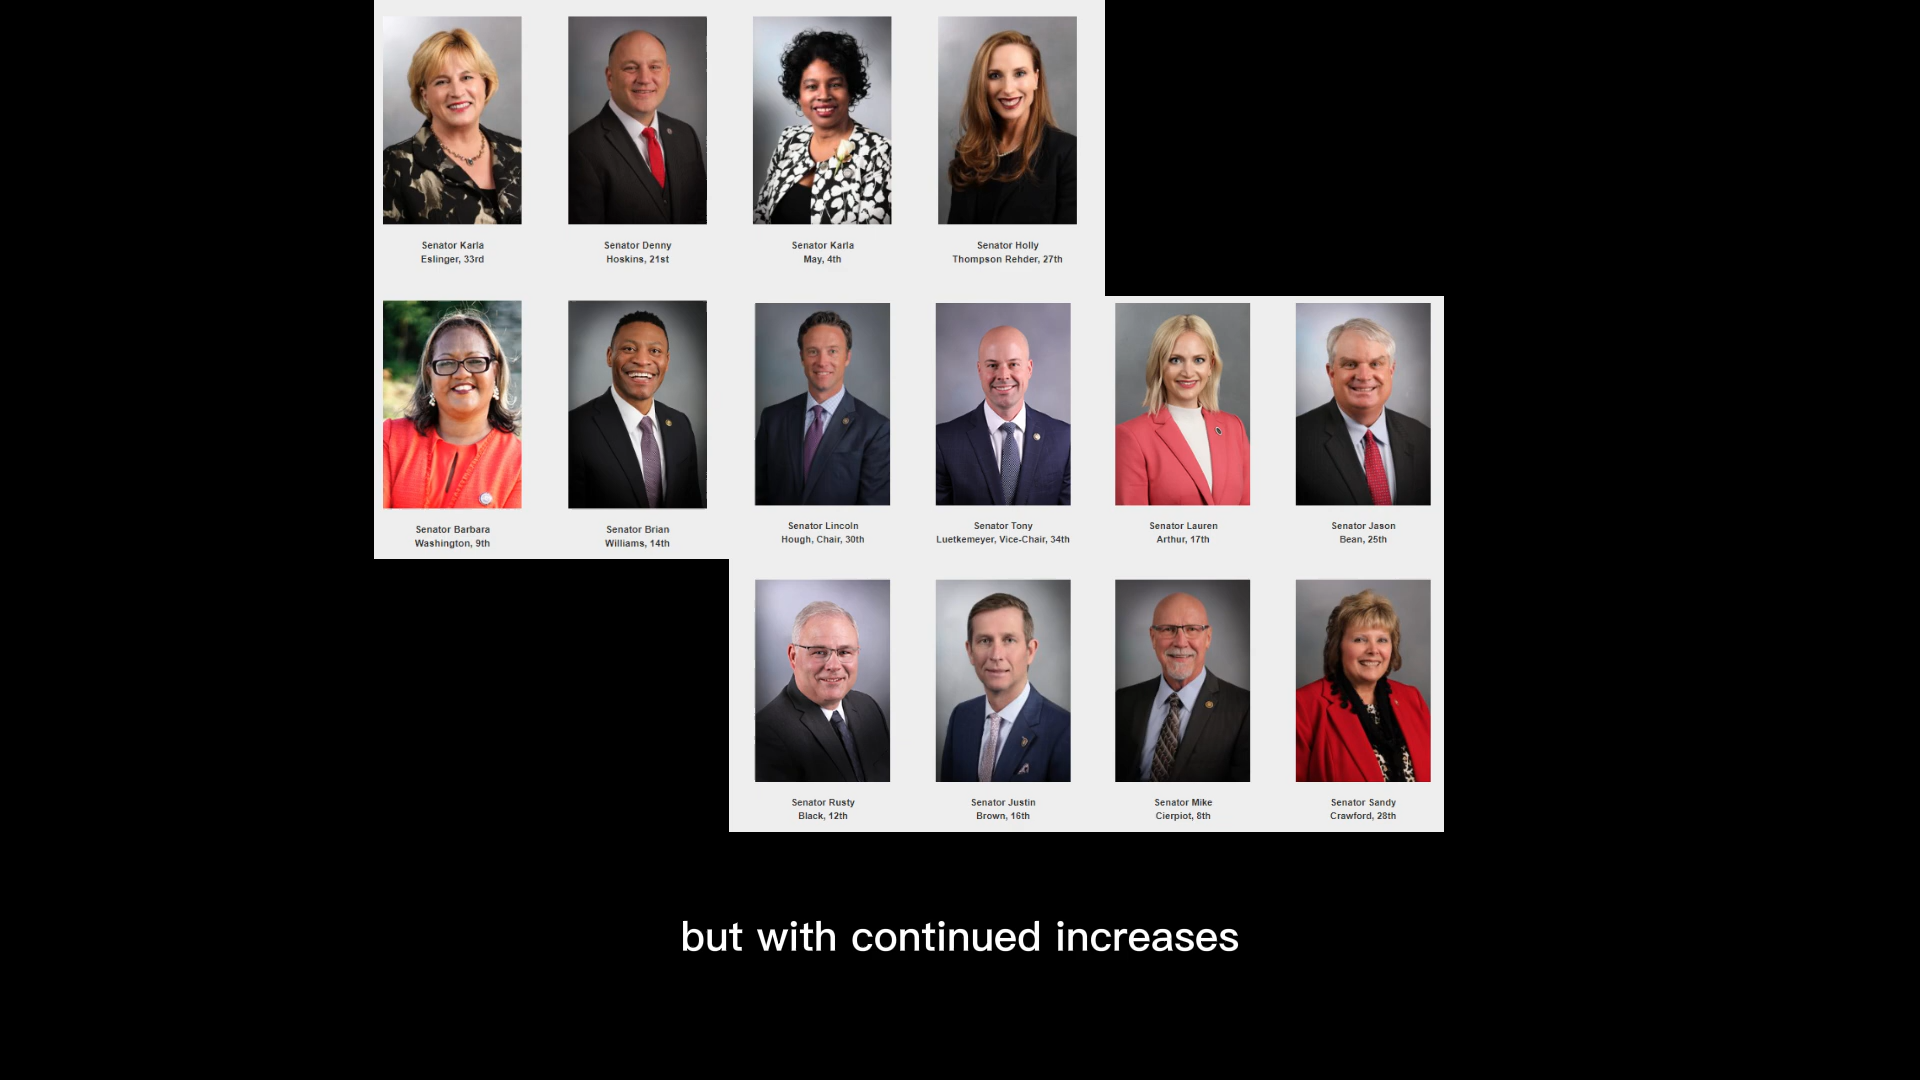 Senator Karla
Eslinger, 33rd
Senator Denny
Hoskins, 21st
Senator Karla
May, 4th
Senator Holly
Thompson Rehder, 27th
Senator Barbara
Washington, 9th
Senator Brian
Williams, 14th
Senator Lincoln
Hough, Chair, 30th
Senator Tony
Luetkemeyer, Vice-Chair, 34th
Senator Lauren
Arthur, 17th
Senator Jason
Bean, 25th
Senator Rusty
Black, 12th
Senator Justin
Brown, 16th
Senator Mike
Cierpiot, 8th
Senator Sandy
Crawford, 28th
but with continued increases